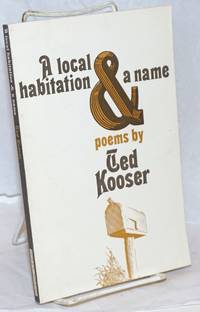 A local
habitation & a name
poems by
Ted
Kooser